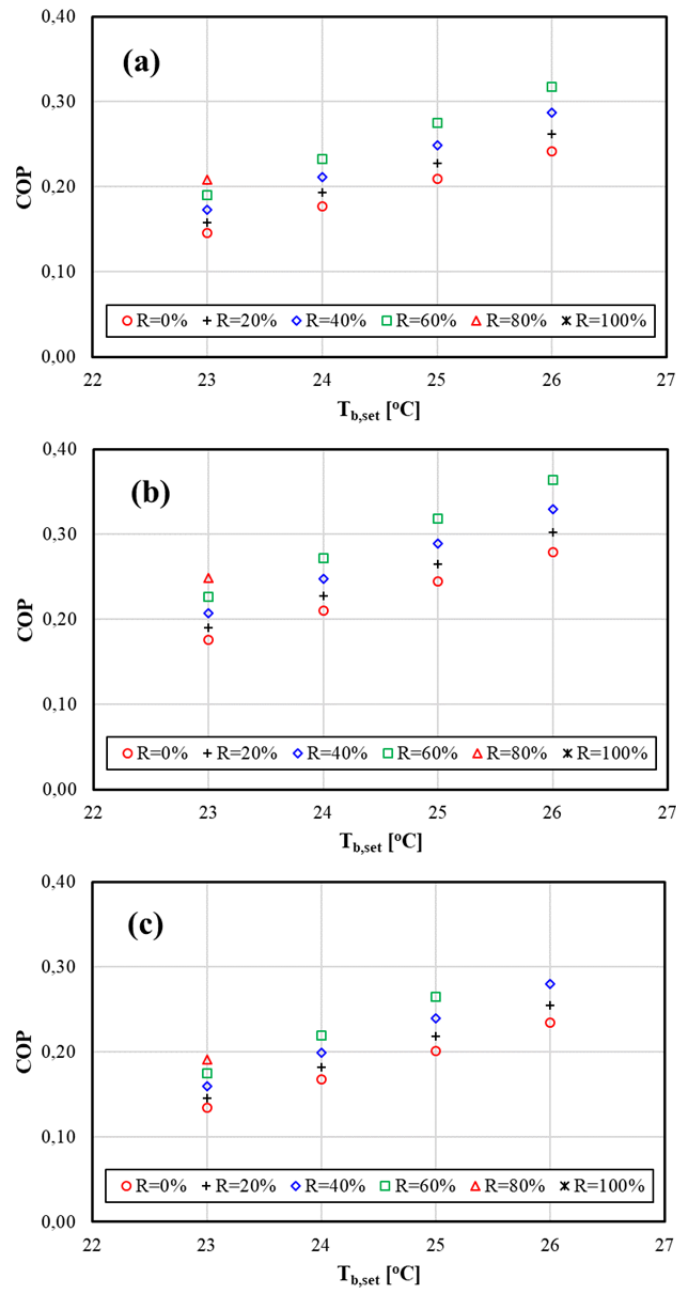 0,40
(a)
0,30
0,20
COP
0,10
R=0% R=20% R=40% R=60% R=80% R=100%
0,00
22 23 24 25 26 27
Tb,set [oC]
0,40
(b)
0,30
0,20
COP
0,10
R=0% R=20% R=40% R=60% R=80% R=100%
0,00
22 23 24 25 26 27
Tb,set [oC]
0,40
(c)
0,30
0,20
COP
0,10
R=0% R=20% R=40% R=60% R=80% R=100%
0,00
22 23 24 25 26 27
Tb,set [oC]